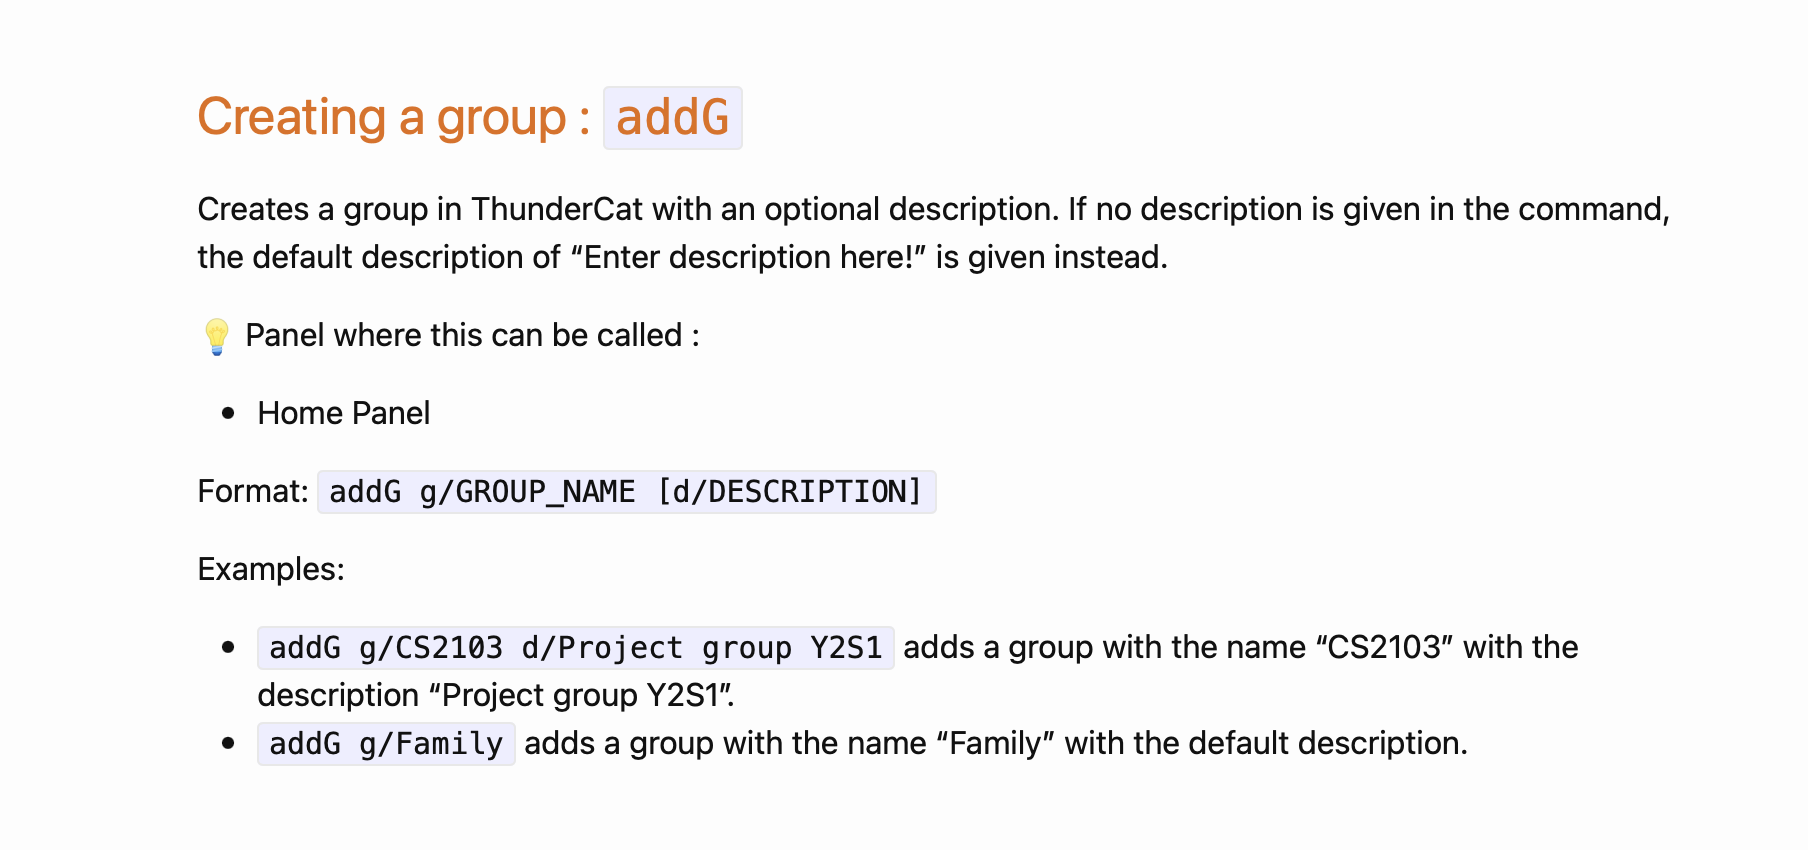 Creating a group : addG
Creates a group in ThunderCat with an optional description. If no description is given in the command,
the default description of “Enter description here!” is given instead.
💡 Panel where this can be called :
• Home Panel
Format: addG g/GROUP_NAME [d/DESCRIPTION]
Examples:
• addG g/CS2103 d/Project group Y2S1 adds a group with the name “CS2103” with the
description “Project group Y2S1”.
• addG g/Family adds a group with the name “Family” with the default description.